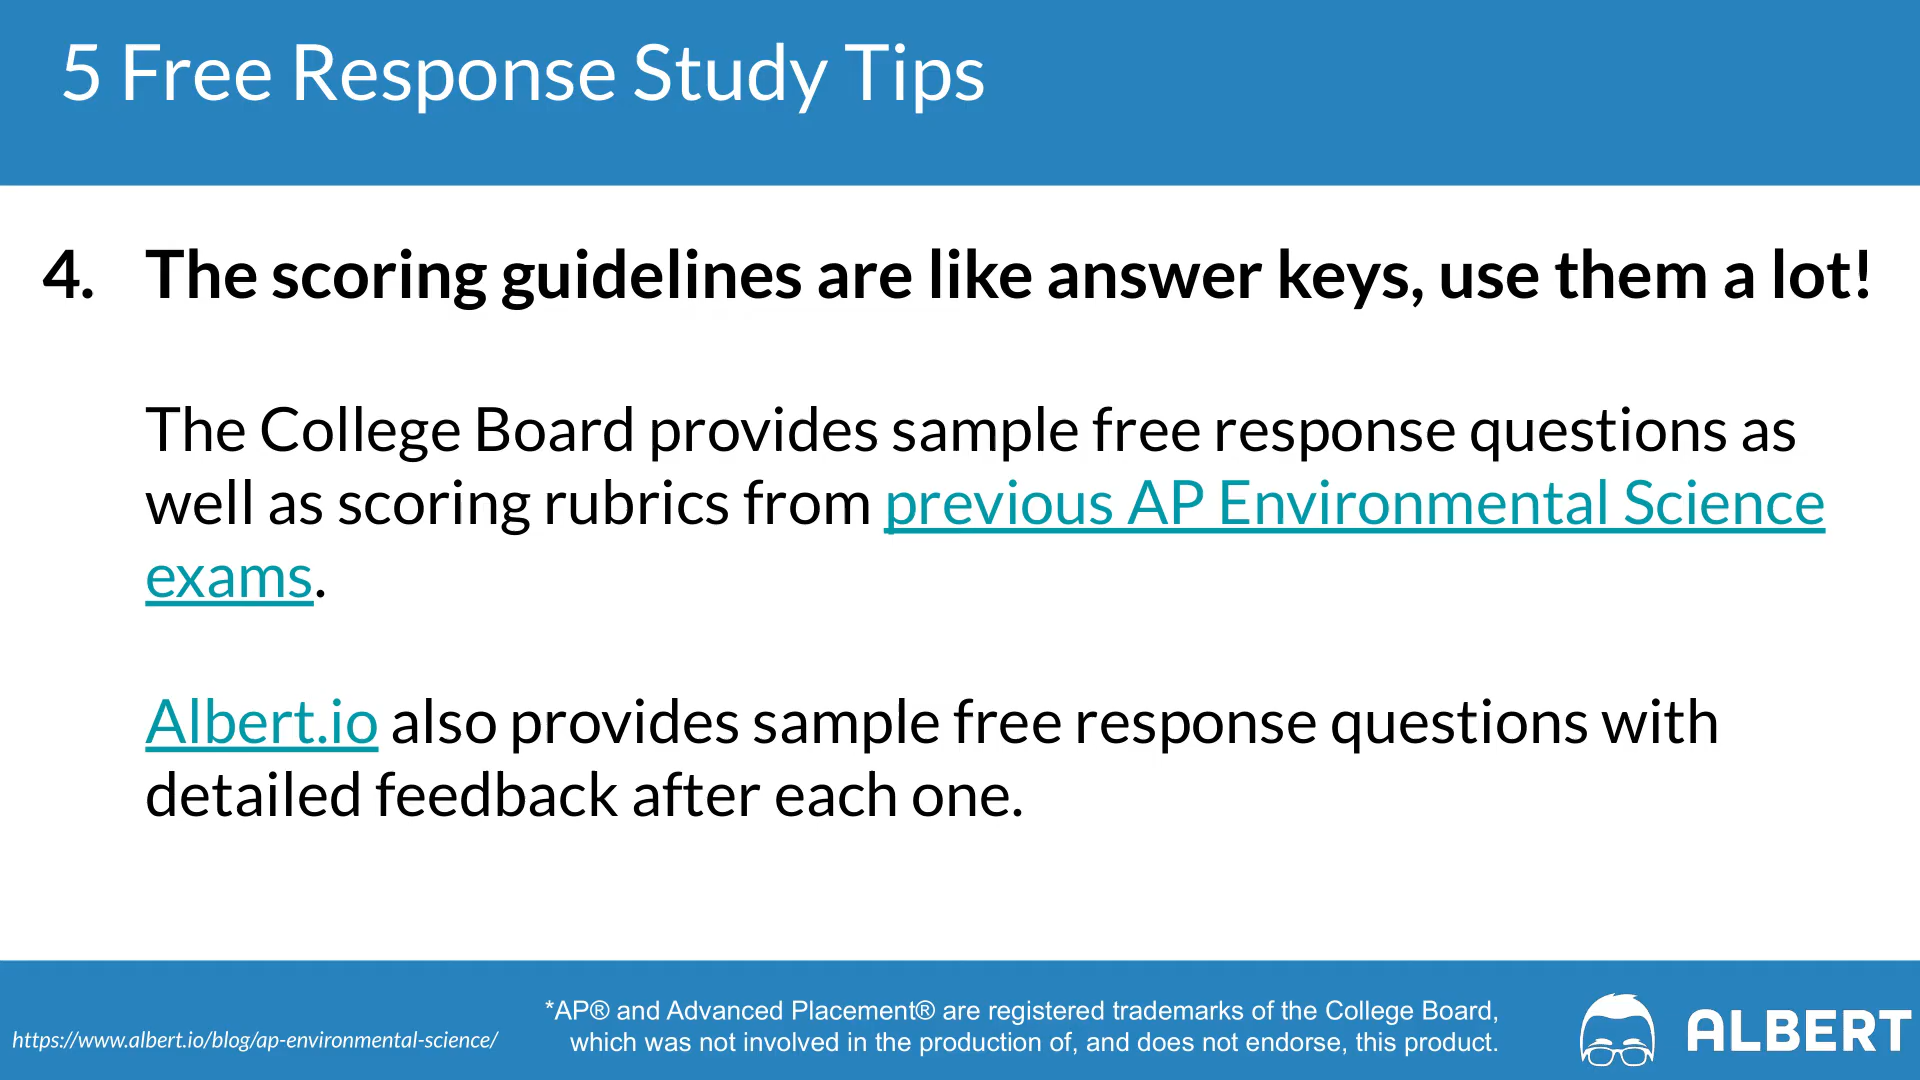 5 Free Response Study Tips
4. The scoring guidelines are like answer keys, use them a lot!
The College Board provides sample free response questions as
well as scoring rubrics from previous AP Environmental Science
exams.
Albert.io also provides sample free response questions with
detailed feedback after each one.
https://www.albert.io/blog/ap-environmental-science/
*AP® and Advanced Placement® are registered trademarks of the College Board,
which was not involved in the production of, and does not endorse, this product.
ALBERT